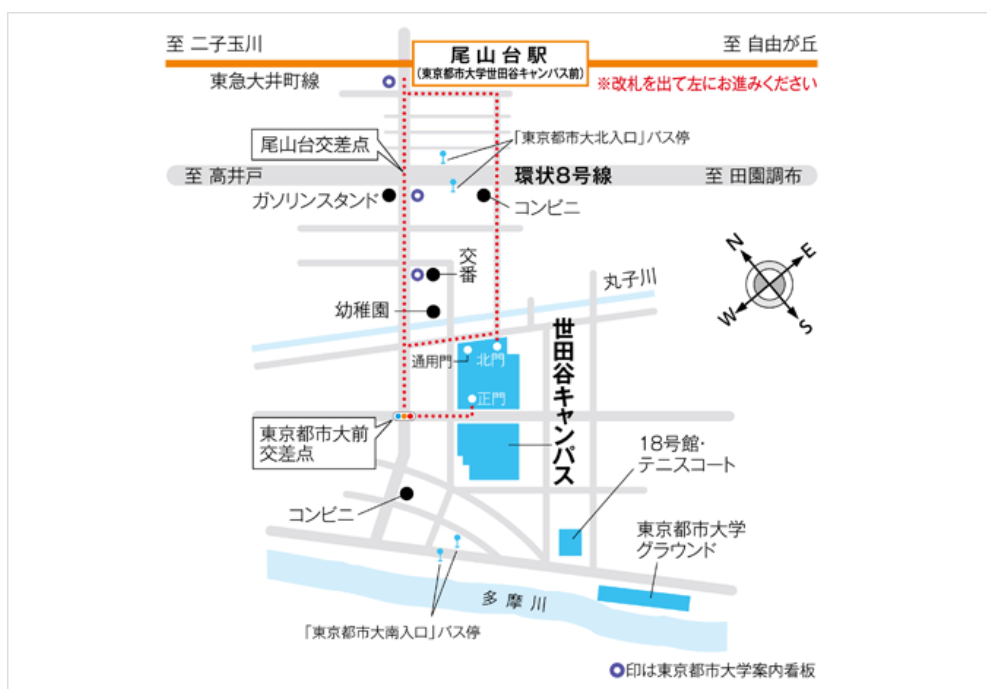 至 二子玉川
尾山台駅
(東京都市大学世田谷キャンパス前)
至 自由が丘
東急大井町線
※改札を出て左にお進みください
尾山台交差点
「東京都市大北入口」バス停
至 高井戸
環状8号線
至 田園調布
ガソリンスタンド
コンビニ
交番
N
E
W
S
丸子川
幼稚園
世田谷キャンパス
通用門
北門
正門
東京都市大前
交差点
18号館・
テニスコート
コンビニ
東京都市大学
グラウンド
多摩川
「東京都市大南入口」バス停
印は東京都市大学案内看板